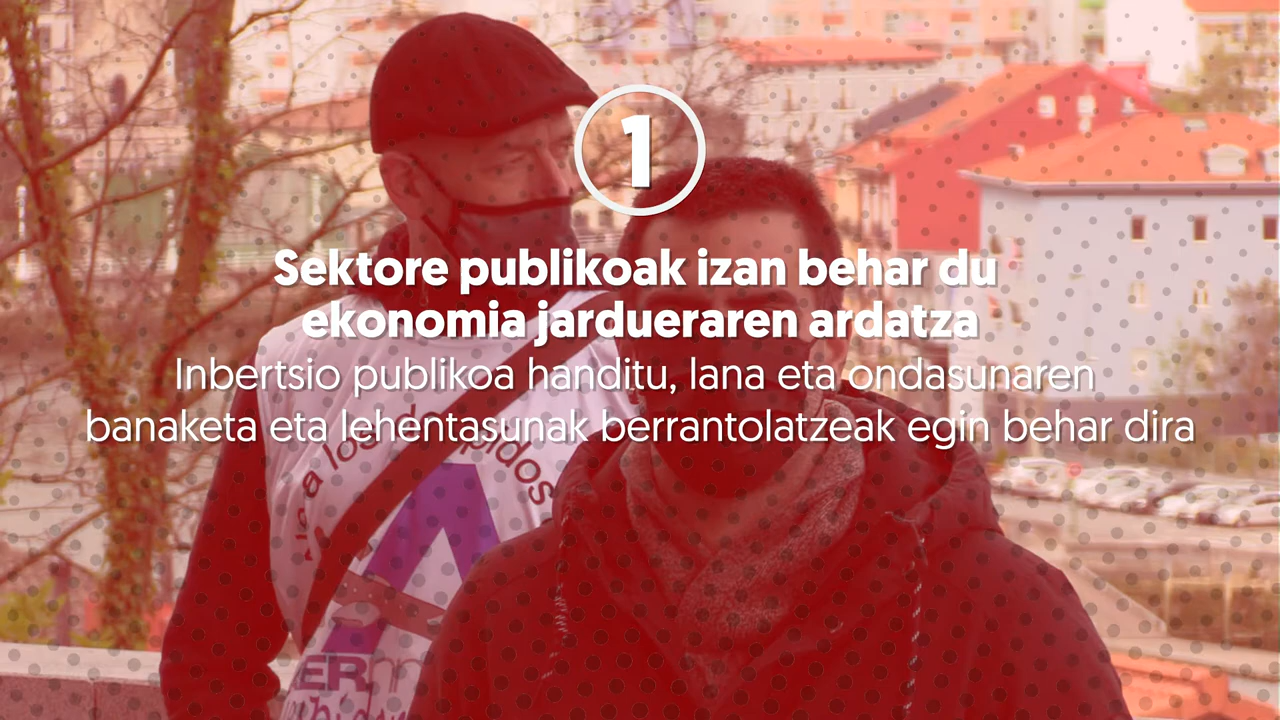 1
Sektore publikoak izan behar du
ekonomia jardueraren ardatza
Inbertsio publikoa handitu, lana eta ondasunaren
banaketa eta lehentasunak berrantolatzeak egin behar dira